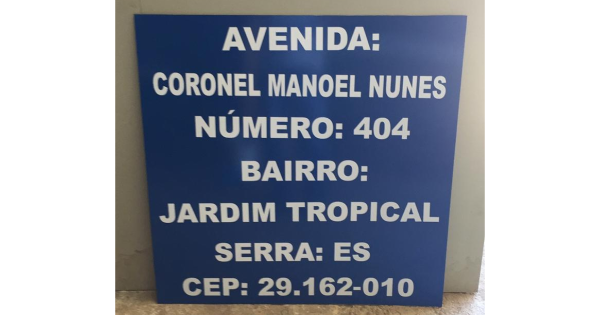 AVENIDA:
CORONEL MANOEL NUNES
NÚMERO: 404
BAIRRO:
JARDIM TROPICAL
SERRA: ES
CEP: 29.162-010